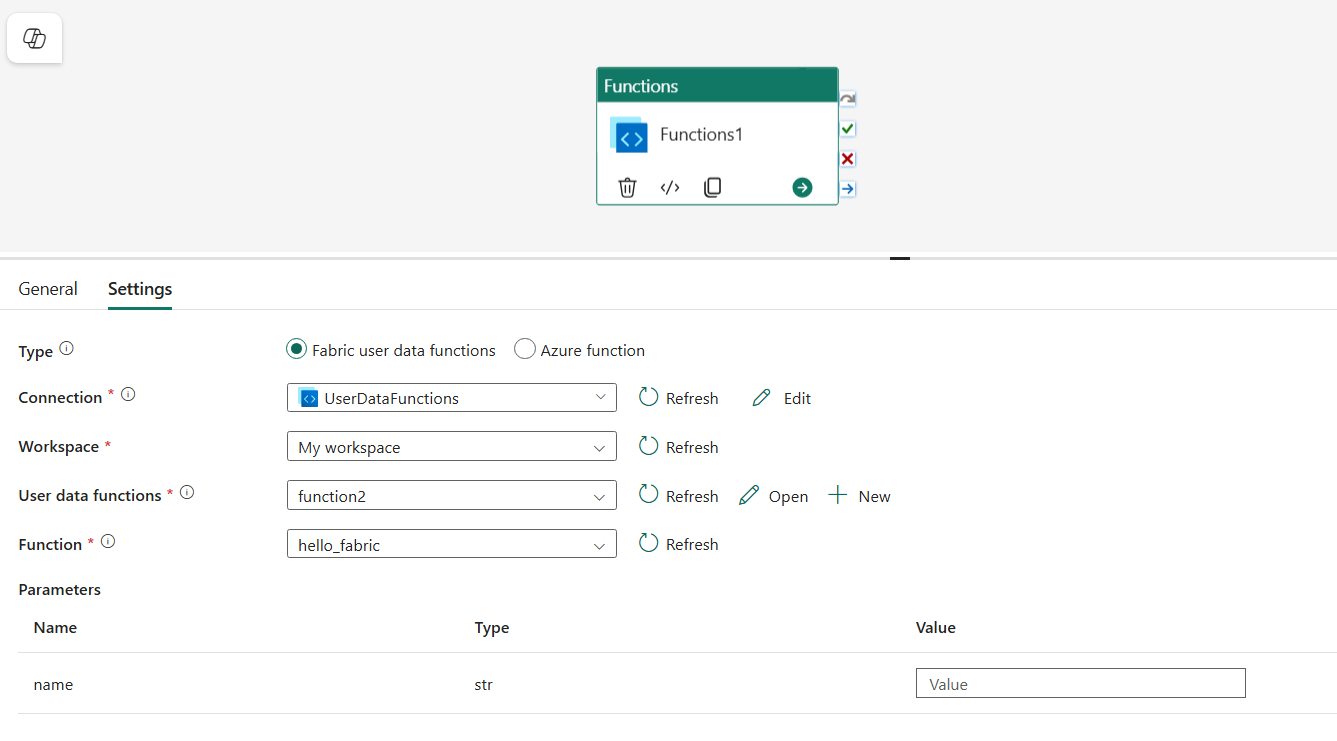 Functions
Functions1
General Settings
Type Fabric user data functions Azure function
Connection * UserDataFunctions Refresh Edit
Workspace * My workspace Refresh
User data functions * function2 Refresh Open New
Function * hello_fabric Refresh
Parameters
Name Type Value
name str Value